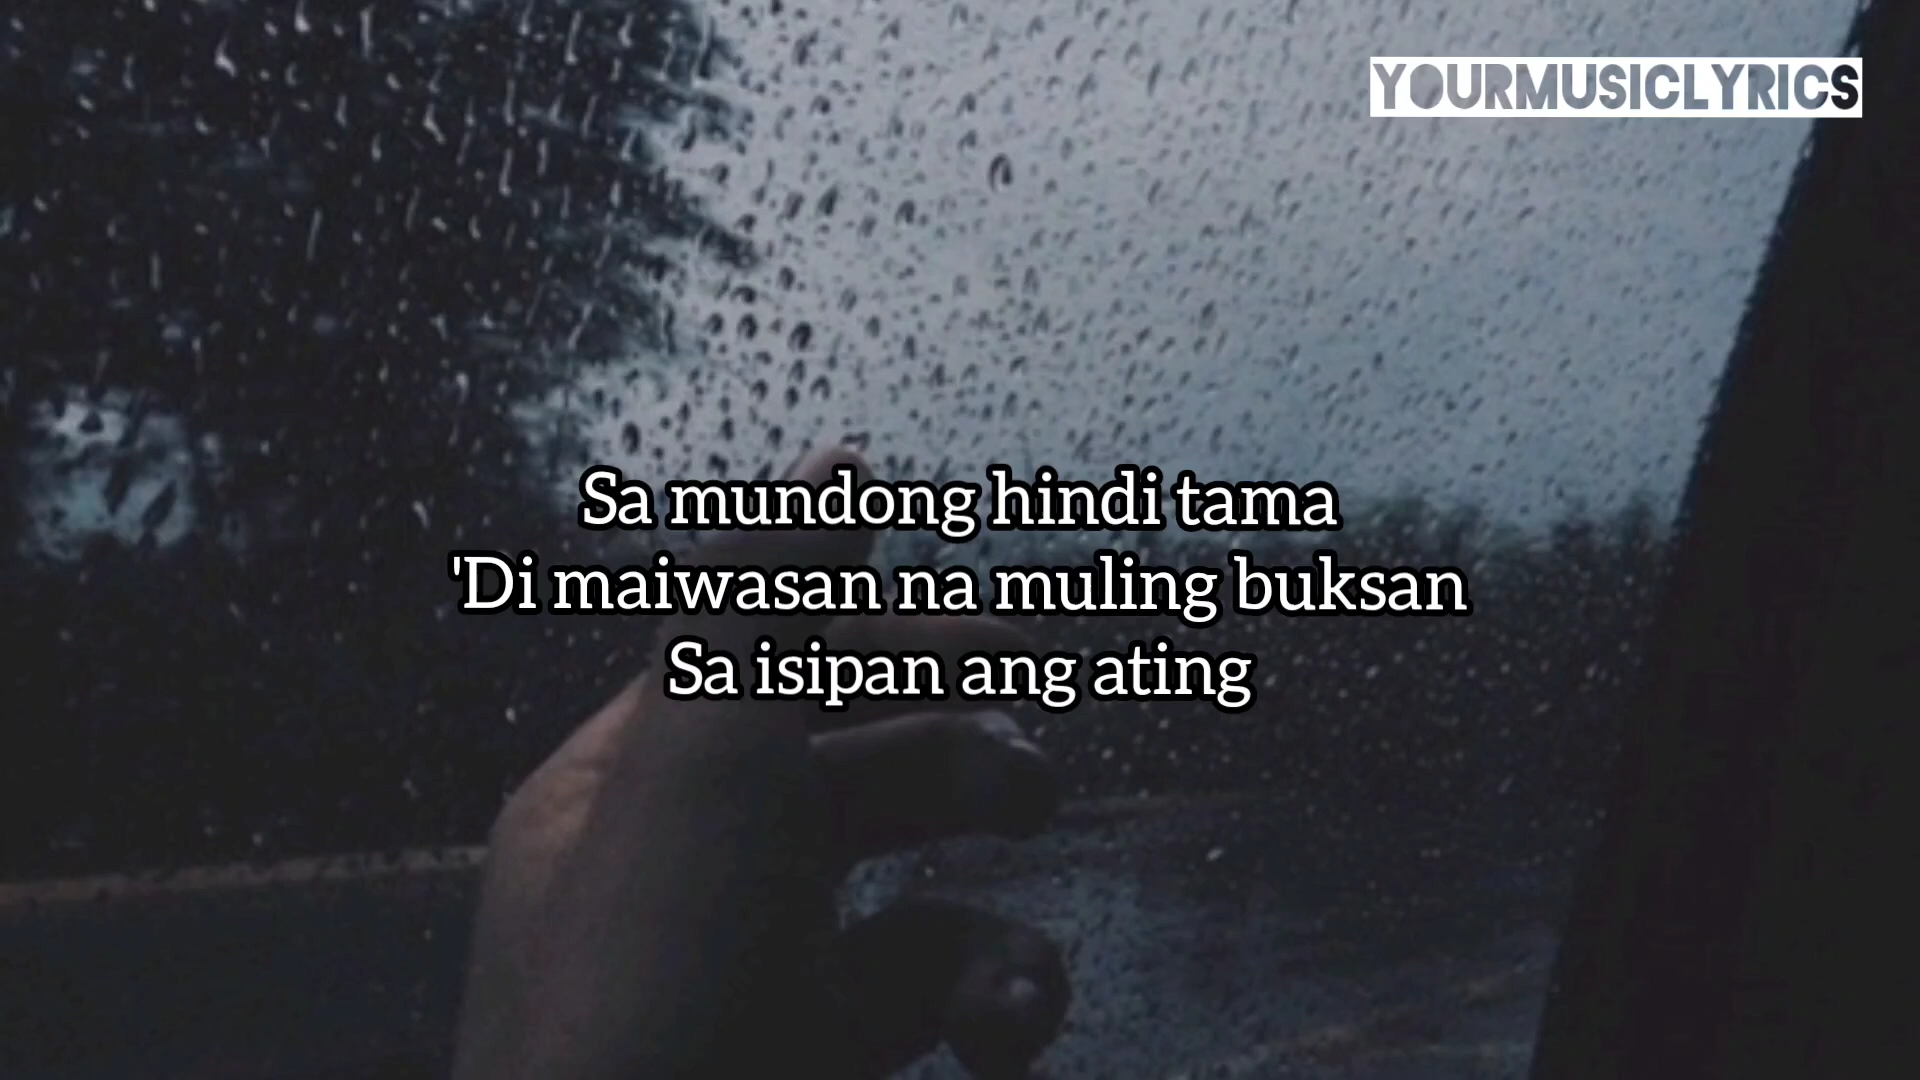 YOURMUSICLYRICS
Sa mundong hindi tama
'Di maiwasan na muling buksan
Sa isipan ang ating